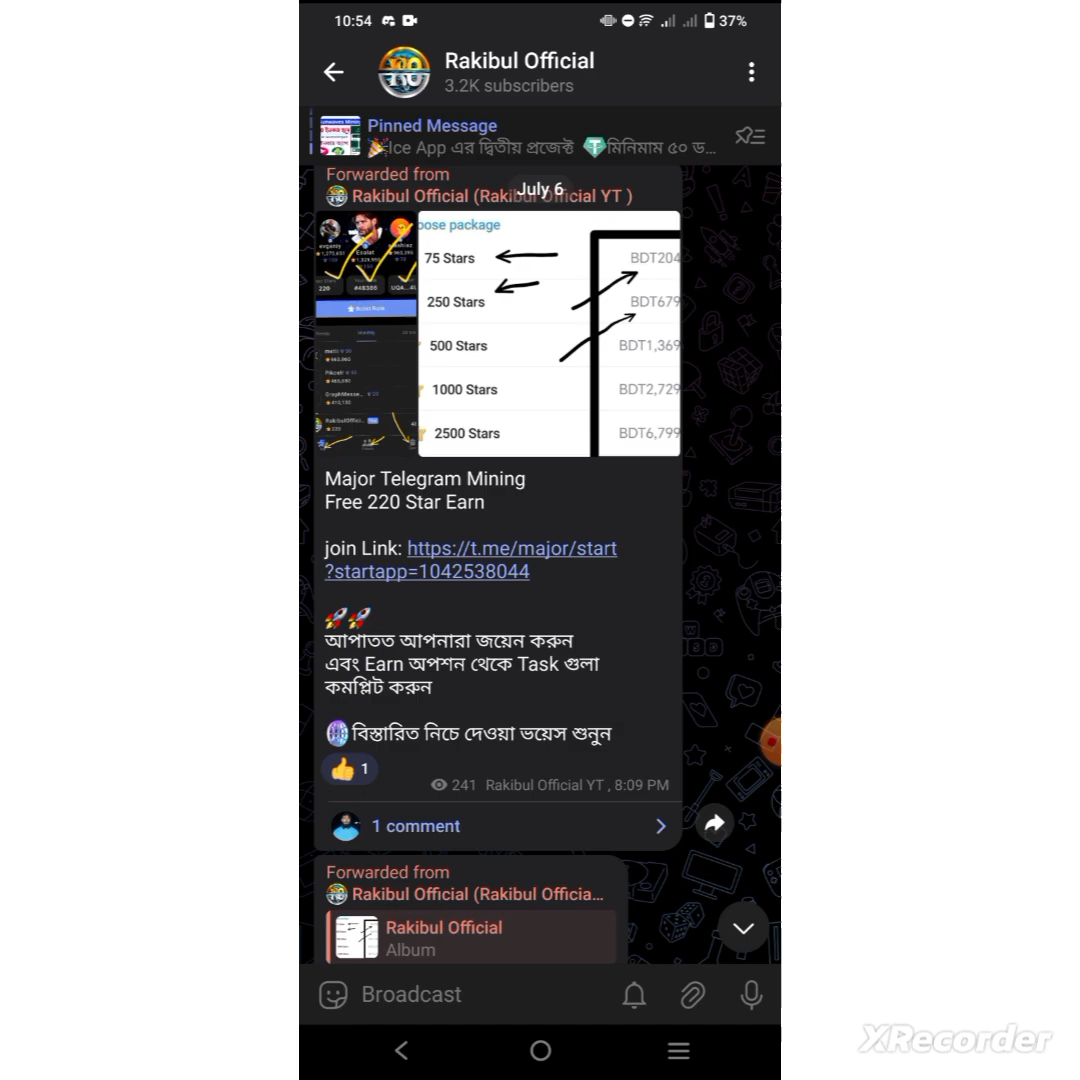 10:54
37%
Rakibul Official
3.2K subscribers
Pinned Message
🎉Ice App এর দ্বিতীয় প্রজেক্ট মিনিমাম ৫০ ড...
Forwarded from
Rakibul Official (Rakibul Official YT )
July 6
oose package
75 Stars BDT204
250 Stars BDT679
500 Stars BDT1,369
1000 Stars BDT2,729
2500 Stars BDT6,799
220 #48386
Major Telegram Mining
Free 220 Star Earn
join Link: https://t.me/major/start
?startapp=1042538044
🚀🚀
আপাতত আপনারা জয়েন করুন
এবং Earn অপশন থেকে Task গুলা
কমপ্লিট করুন
বিস্তারিত নিচে দেওয়া ভয়েস শুনুন
👍 1
241 Rakibul Official YT , 8:09 PM
1 comment
Forwarded from
Rakibul Official (Rakibul Officia...
Rakibul Official
Album
Broadcast
XRecorder